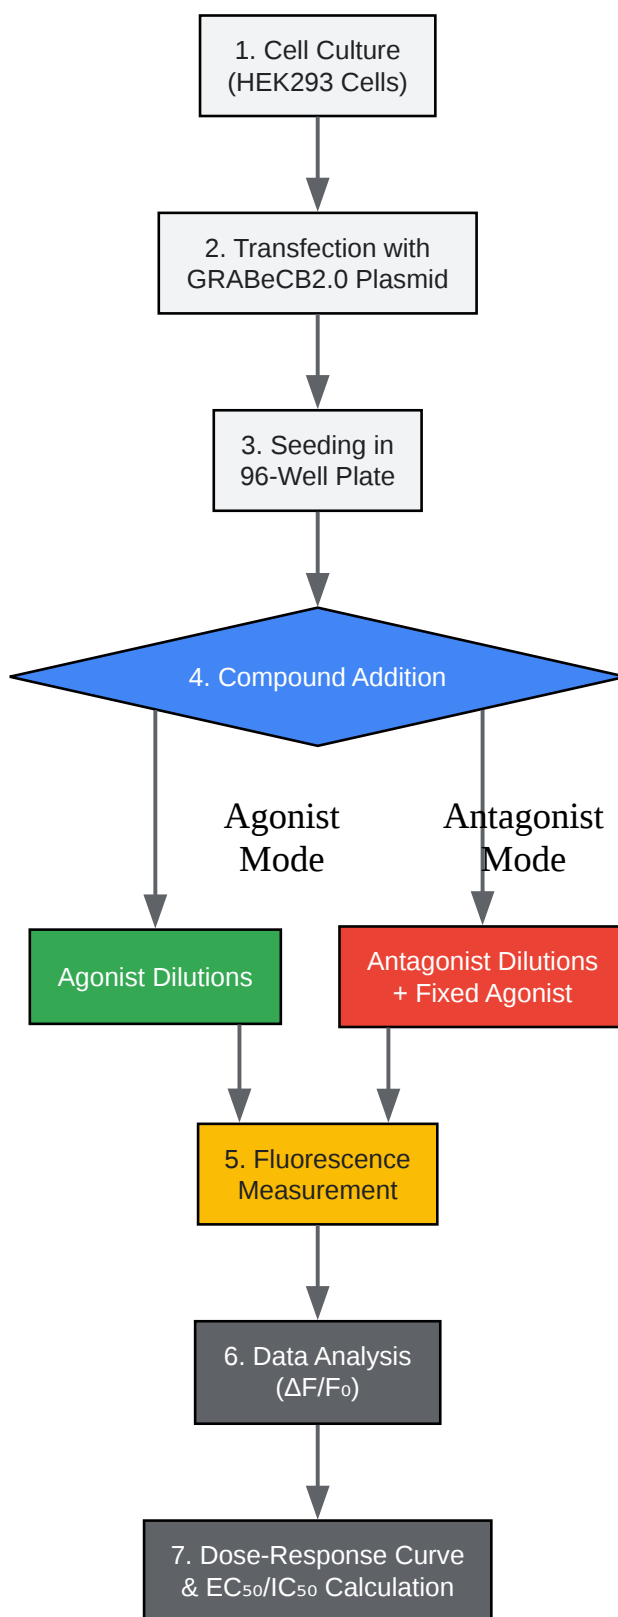 1. Cell Culture
(HEK293 Cells)
2. Transfection with
GRABeCB2.0 Plasmid
3. Seeding in
96-Well Plate
4. Compound Addition
Agonist
Mode
Antagonist
Mode
Agonist Dilutions
Antagonist Dilutions
+ Fixed Agonist
5. Fluorescence
Measurement
6. Data Analysis
(ΔF/F₀)
7. Dose-Response Curve
& EC₅₀/IC₅₀ Calculation